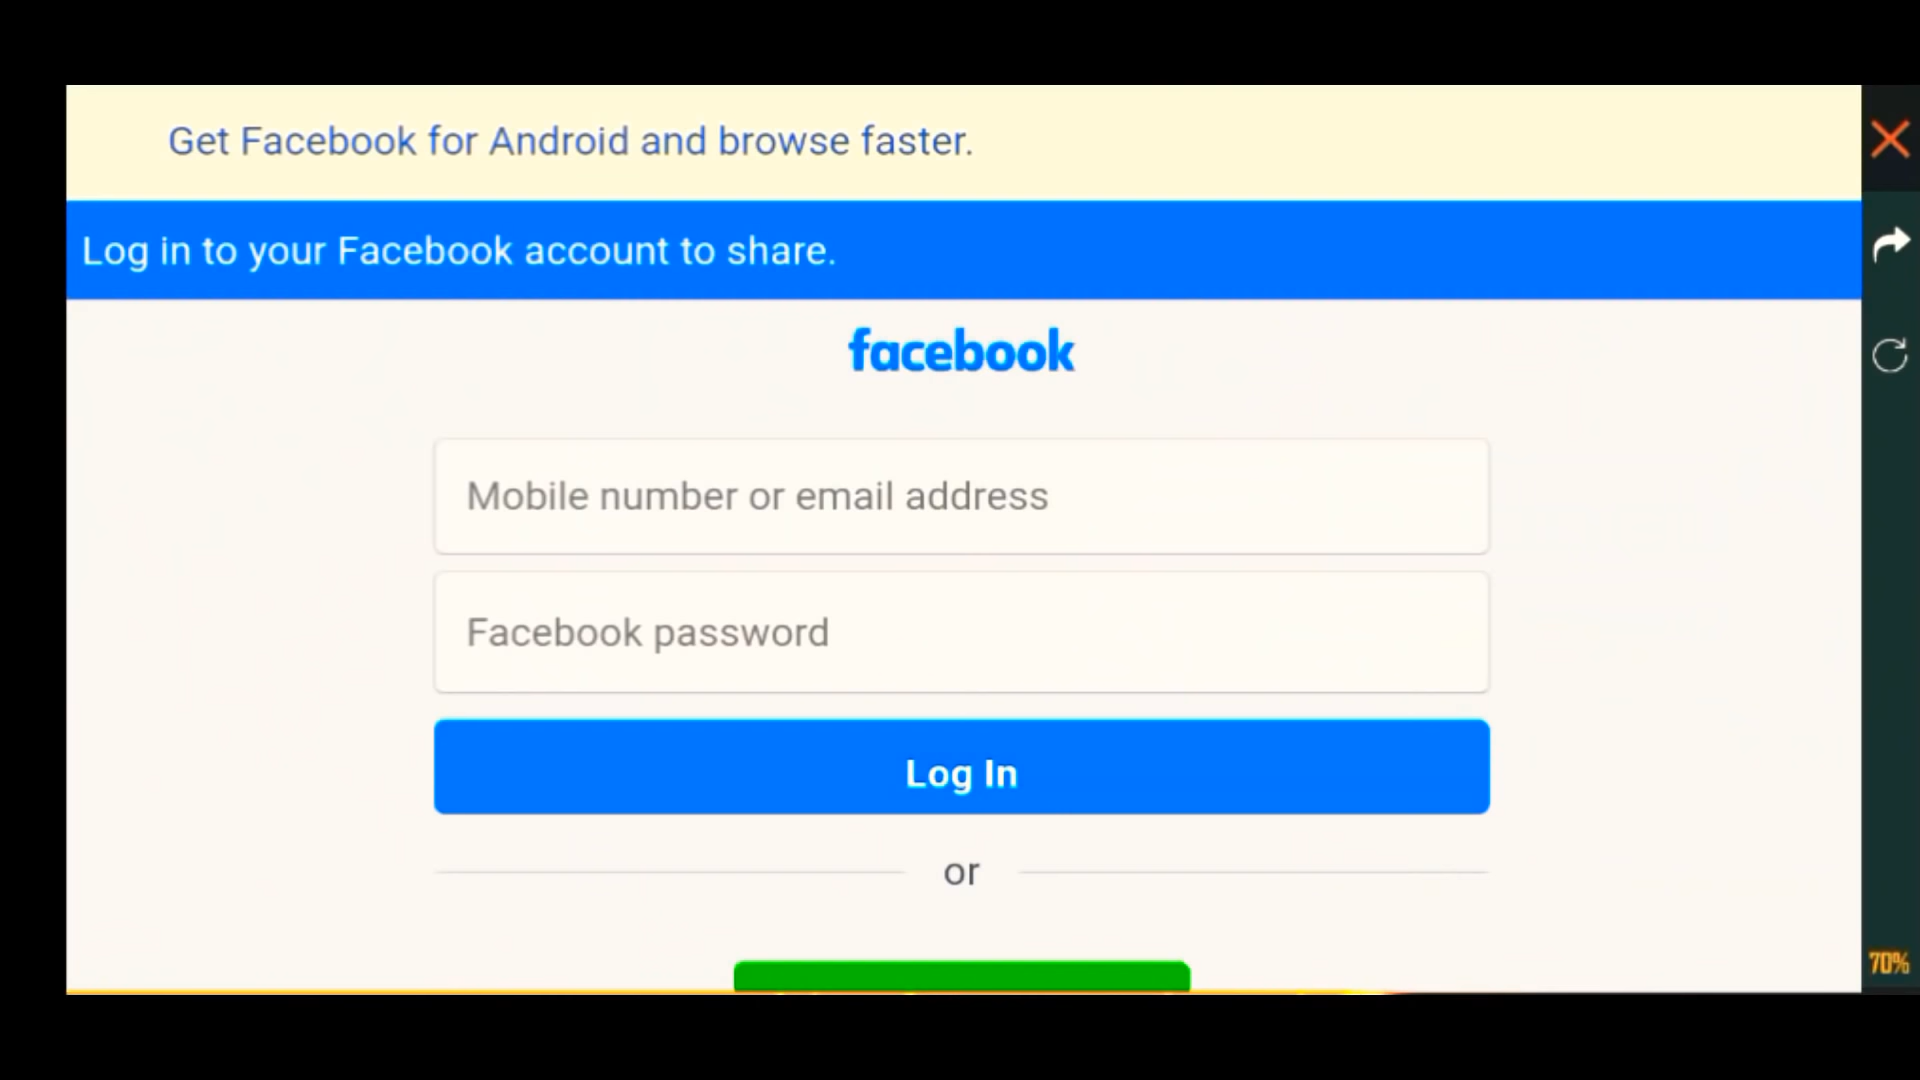 Get Facebook for Android and browse faster.
Log in to your Facebook account to share.
facebook
Mobile number or email address
Facebook password
Log In
or
70%